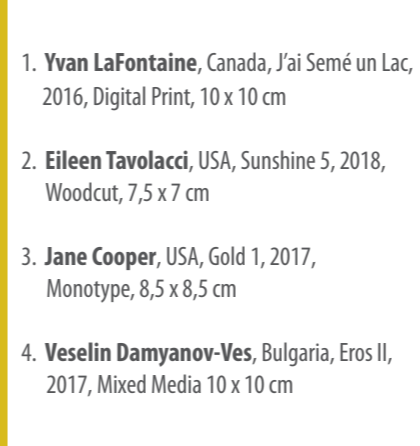 1. Yvan LaFontaine, Canada, J’ai Semé un Lac,
2016, Digital Print, 10 x 10 cm
2. Eileen Tavolacci, USA, Sunshine 5, 2018,
Woodcut, 7,5 x 7 cm
3. Jane Cooper, USA, Gold 1, 2017,
Monotype, 8,5 x 8,5 cm
4. Veselin Damyanov-Ves, Bulgaria, Eros II,
2017, Mixed Media 10 x 10 cm